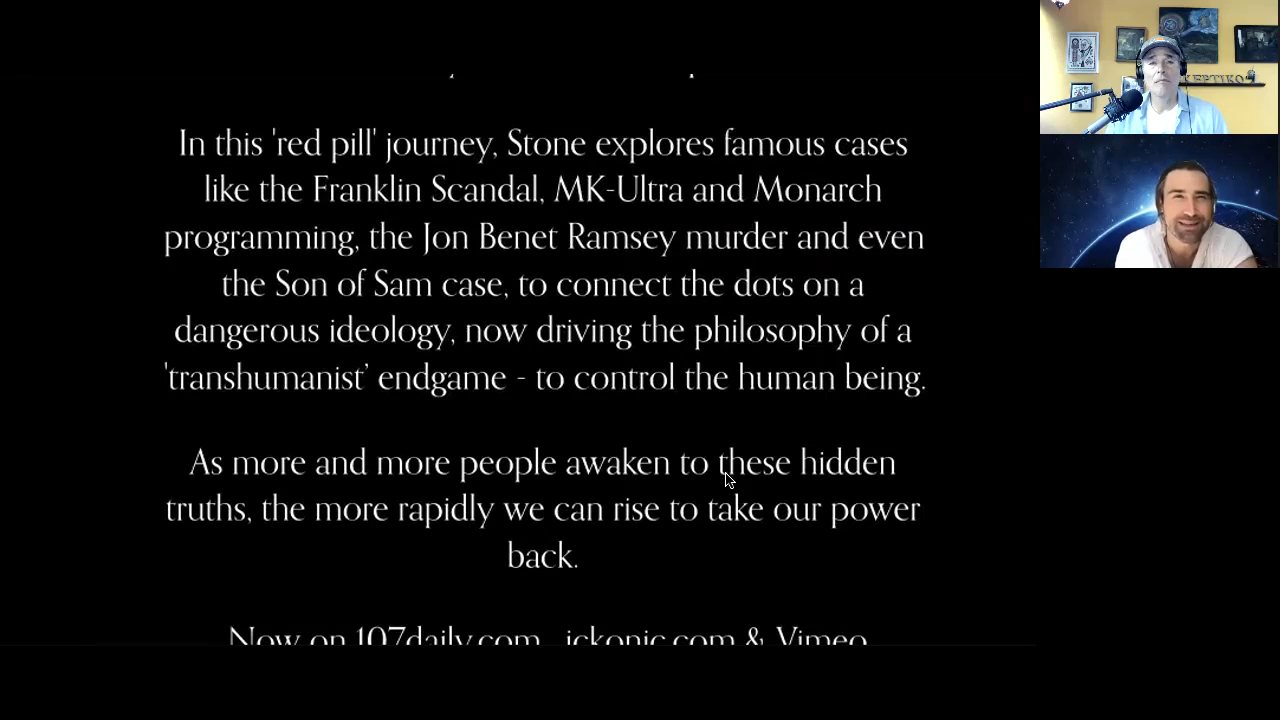 In this 'red pill' journey, Stone explores famous cases
like the Franklin Scandal, MK-Ultra and Monarch
programming, the Jon Benet Ramsey murder and even
the Son of Sam case, to connect the dots on a
dangerous ideology, now driving the philosophy of a
'transhumanist’ endgame - to control the human being.
As more and more people awaken to these hidden
truths, the more rapidly we can rise to take our power
back.
Now on 107daily.com, ickonic.com & Vimeo